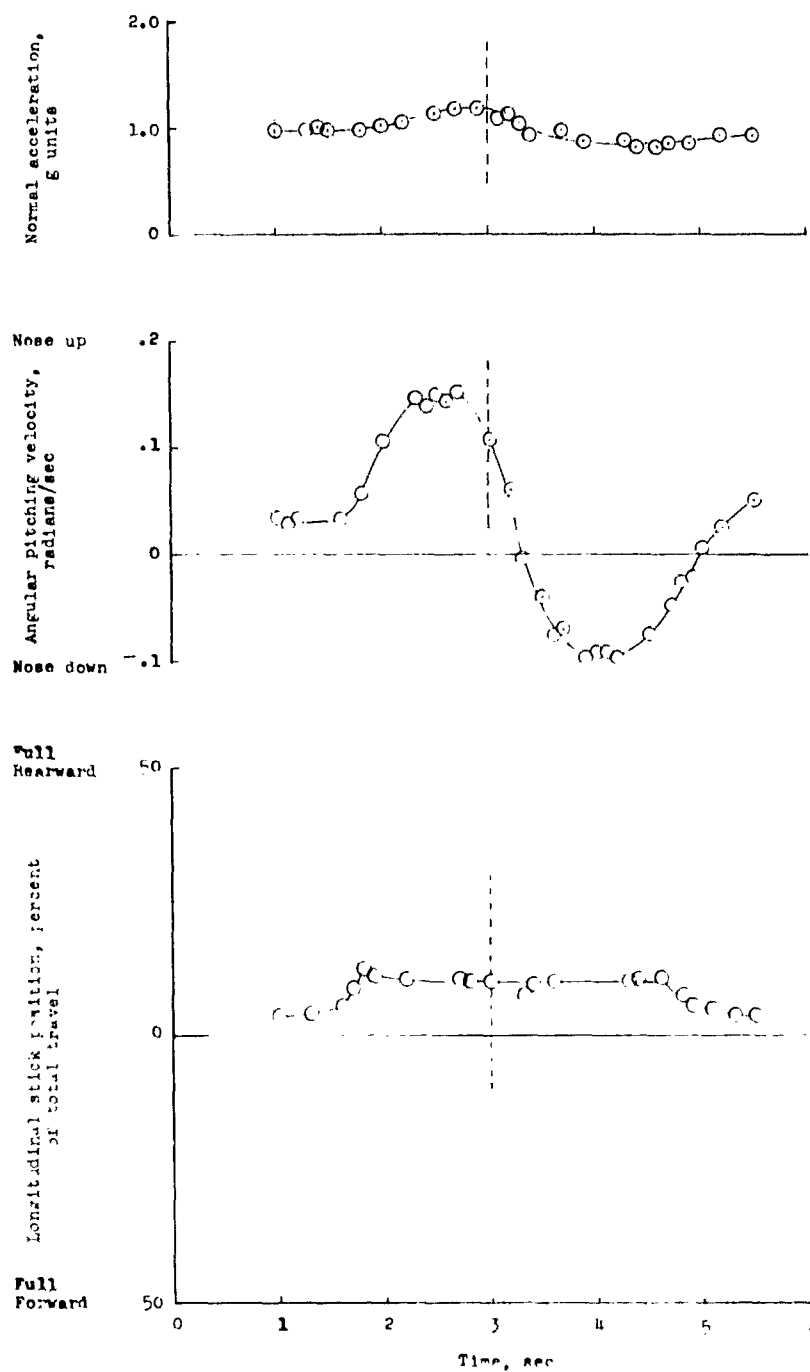 2.0
Normal acceleration,
g units
1.0
0
Nose up
.2
Angular pitching velocity,
radians/sec
.1
0
Nose down
-.1
Full
Rearward
50
Longitudinal stick position, percent
of total travel
0
Full
Forward
50
0 1 2 3 4 5
Time, sec